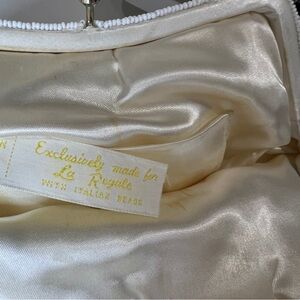 Exclusively made for
La Regale
WITH ITALIAN BEADS